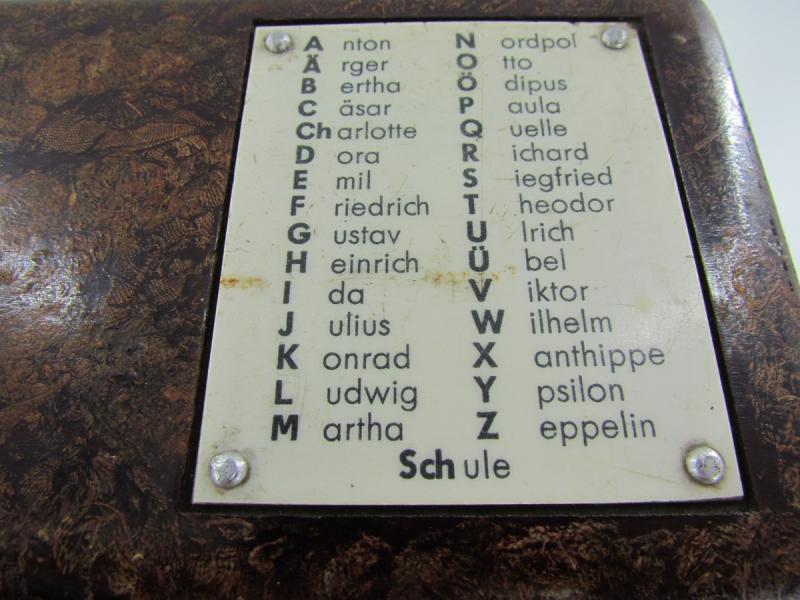 Anton
Ärger
Bertha
Cäsar
Charlotte
Dora
Emil
Friedrich
Gustav
Heinrich
Ida
Julius
Konrad
Ludwig
Martha
Nordpol
Otto
Ödipus
Paula
Quelle
Richard
Siegfried
Theodor
Ulrich
Übel
Viktor
Wilhelm
Xanthippe
Ypsilon
Zeppelin
Schule